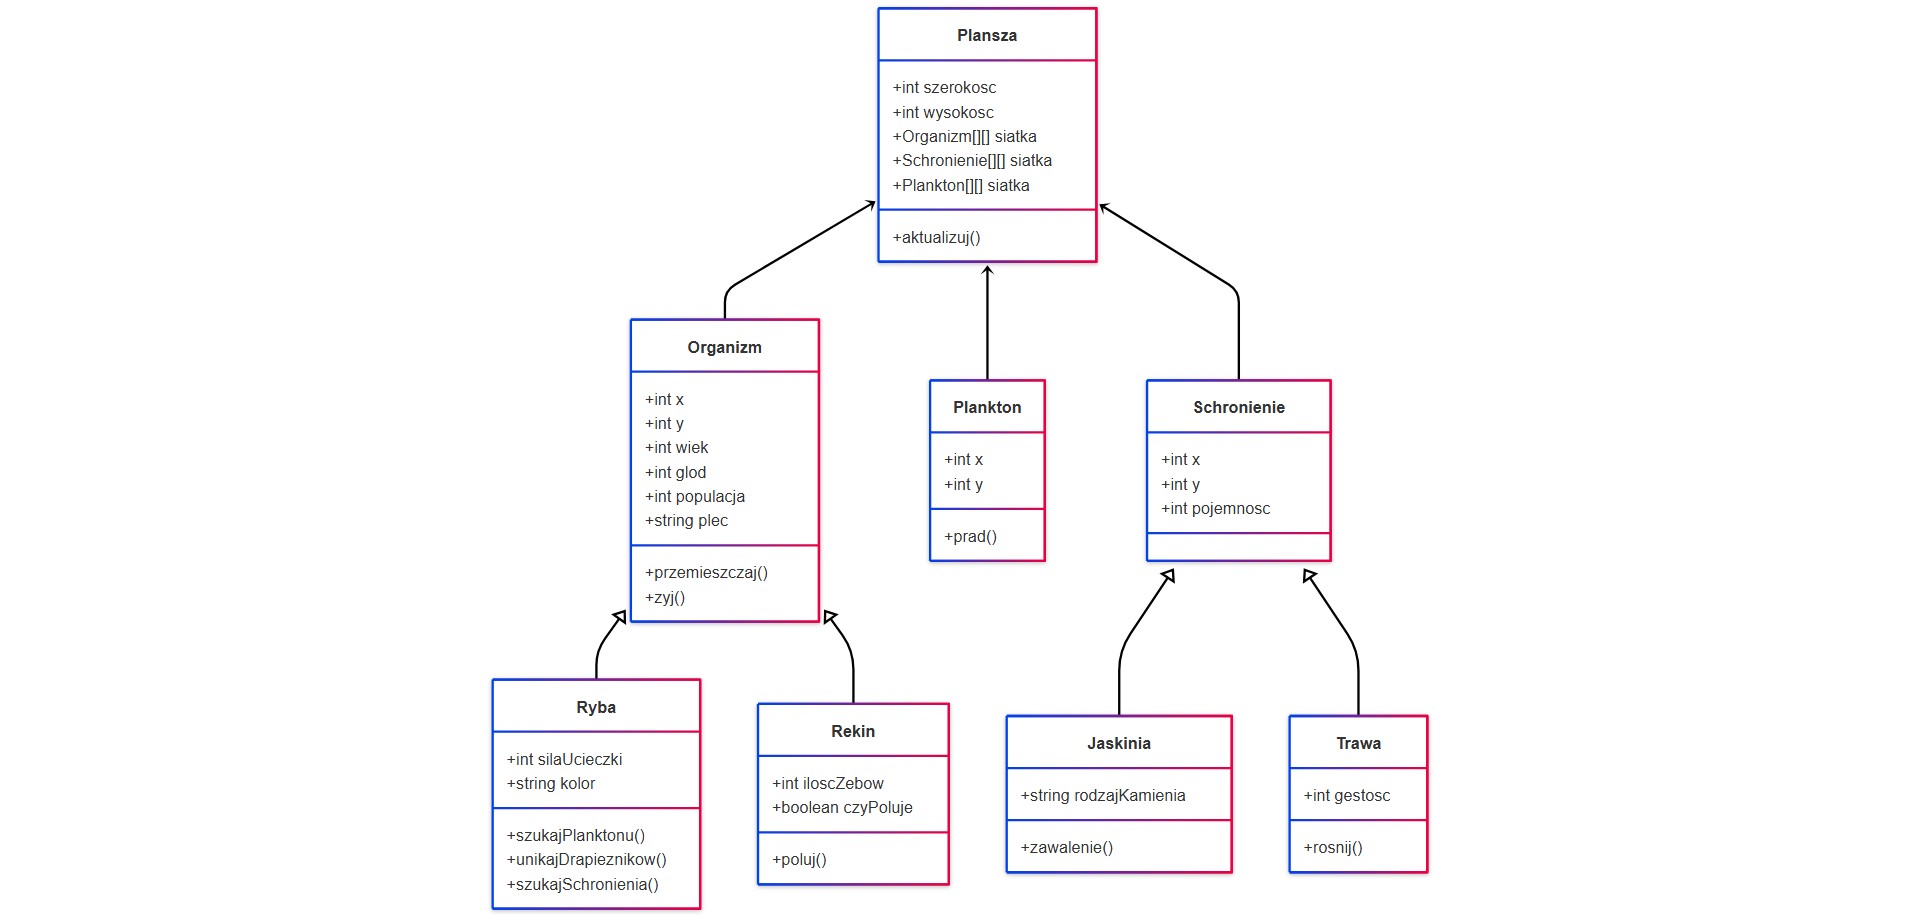 Plansza
+int szerokosc
+int wysokosc
+Organizm[][] siatka
+Schronienie[][] siatka
+Plankton[][] siatka
+aktualizuj()
Organizm
+int x
+int y
+int wiek
+int glod
+int populacja
+string plec
+przemieszczaj()
+zyj()
Plankton
+int x
+int y
+prad()
Schronienie
+int x
+int y
+int pojemnosc
Ryba
+int silaUcieczki
+string kolor
+szukajPlanktonu()
+unikajDrapieznikow()
+szukajSchronienia()
Rekin
+int iloscZebow
+boolean czyPoluje
+poluj()
Jaskinia
+string rodzajKamienia
+zawalenie()
Trawa
+int gestosc
+rosnij()